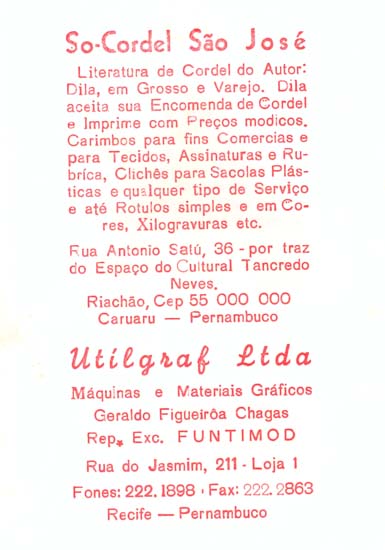 So-Cordel São José
Literatura de Cordel do Autor:
Dila, em Grosso e Varejo. Dila
aceita sua Encomenda de Cordel
e Imprime com Preços modicos.
Carimbos para fins Comercias e
para Tecidos, Assinaturas e Ru-
bríca, Clichês para Sacolas Plás-
ticas e qualquer tipo de Serviço
e até Rotulos simples e em Co-
res, Xilogravuras etc.
Rua Antonio Satú, 36 - por traz
do Espaço do Cultural Tancredo
Neves.
Riachão, Cep 55 000 000
Caruaru — Pernambuco
Utilgraf Ltda
Máquinas e Materiais Gráficos
Geraldo Figueirôa Chagas
Rep. Exc. FUNTIMOD
Rua do Jasmim, 211 - Loja 1
Fones: 222.1898 · Fax: 222.2863
Recife — Pernambuco